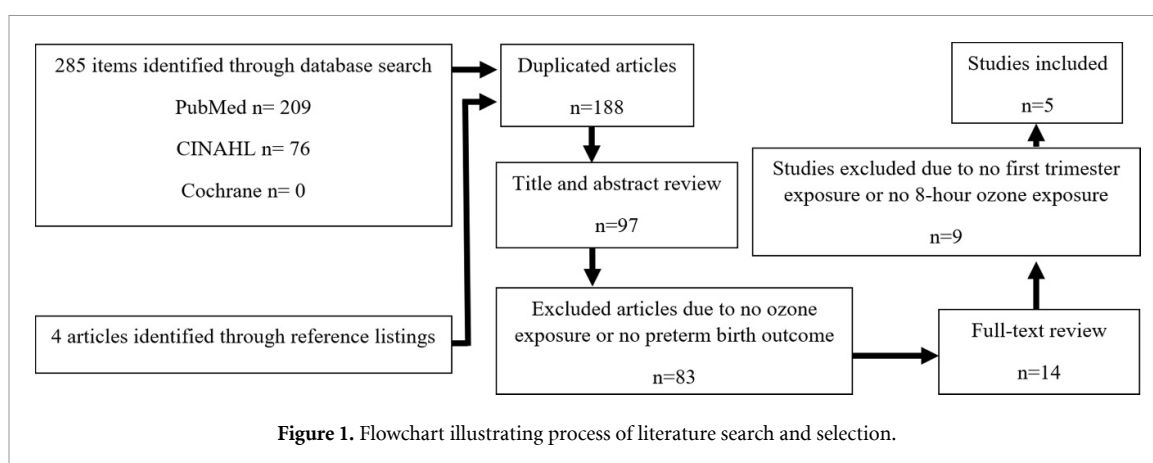 285 items identified through database search
PubMed n= 209
CINAHL n= 76
Cochrane n= 0
4 articles identified through reference listings
Duplicated articles
n=188
Title and abstract review
n=97
Excluded articles due to no ozone
exposure or no preterm birth outcome
n=83
Full-text review
n=14
Studies excluded due to no first trimester
exposure or no 8-hour ozone exposure
n=9
Studies included
n=5
Figure 1. Flowchart illustrating process of literature search and selection.